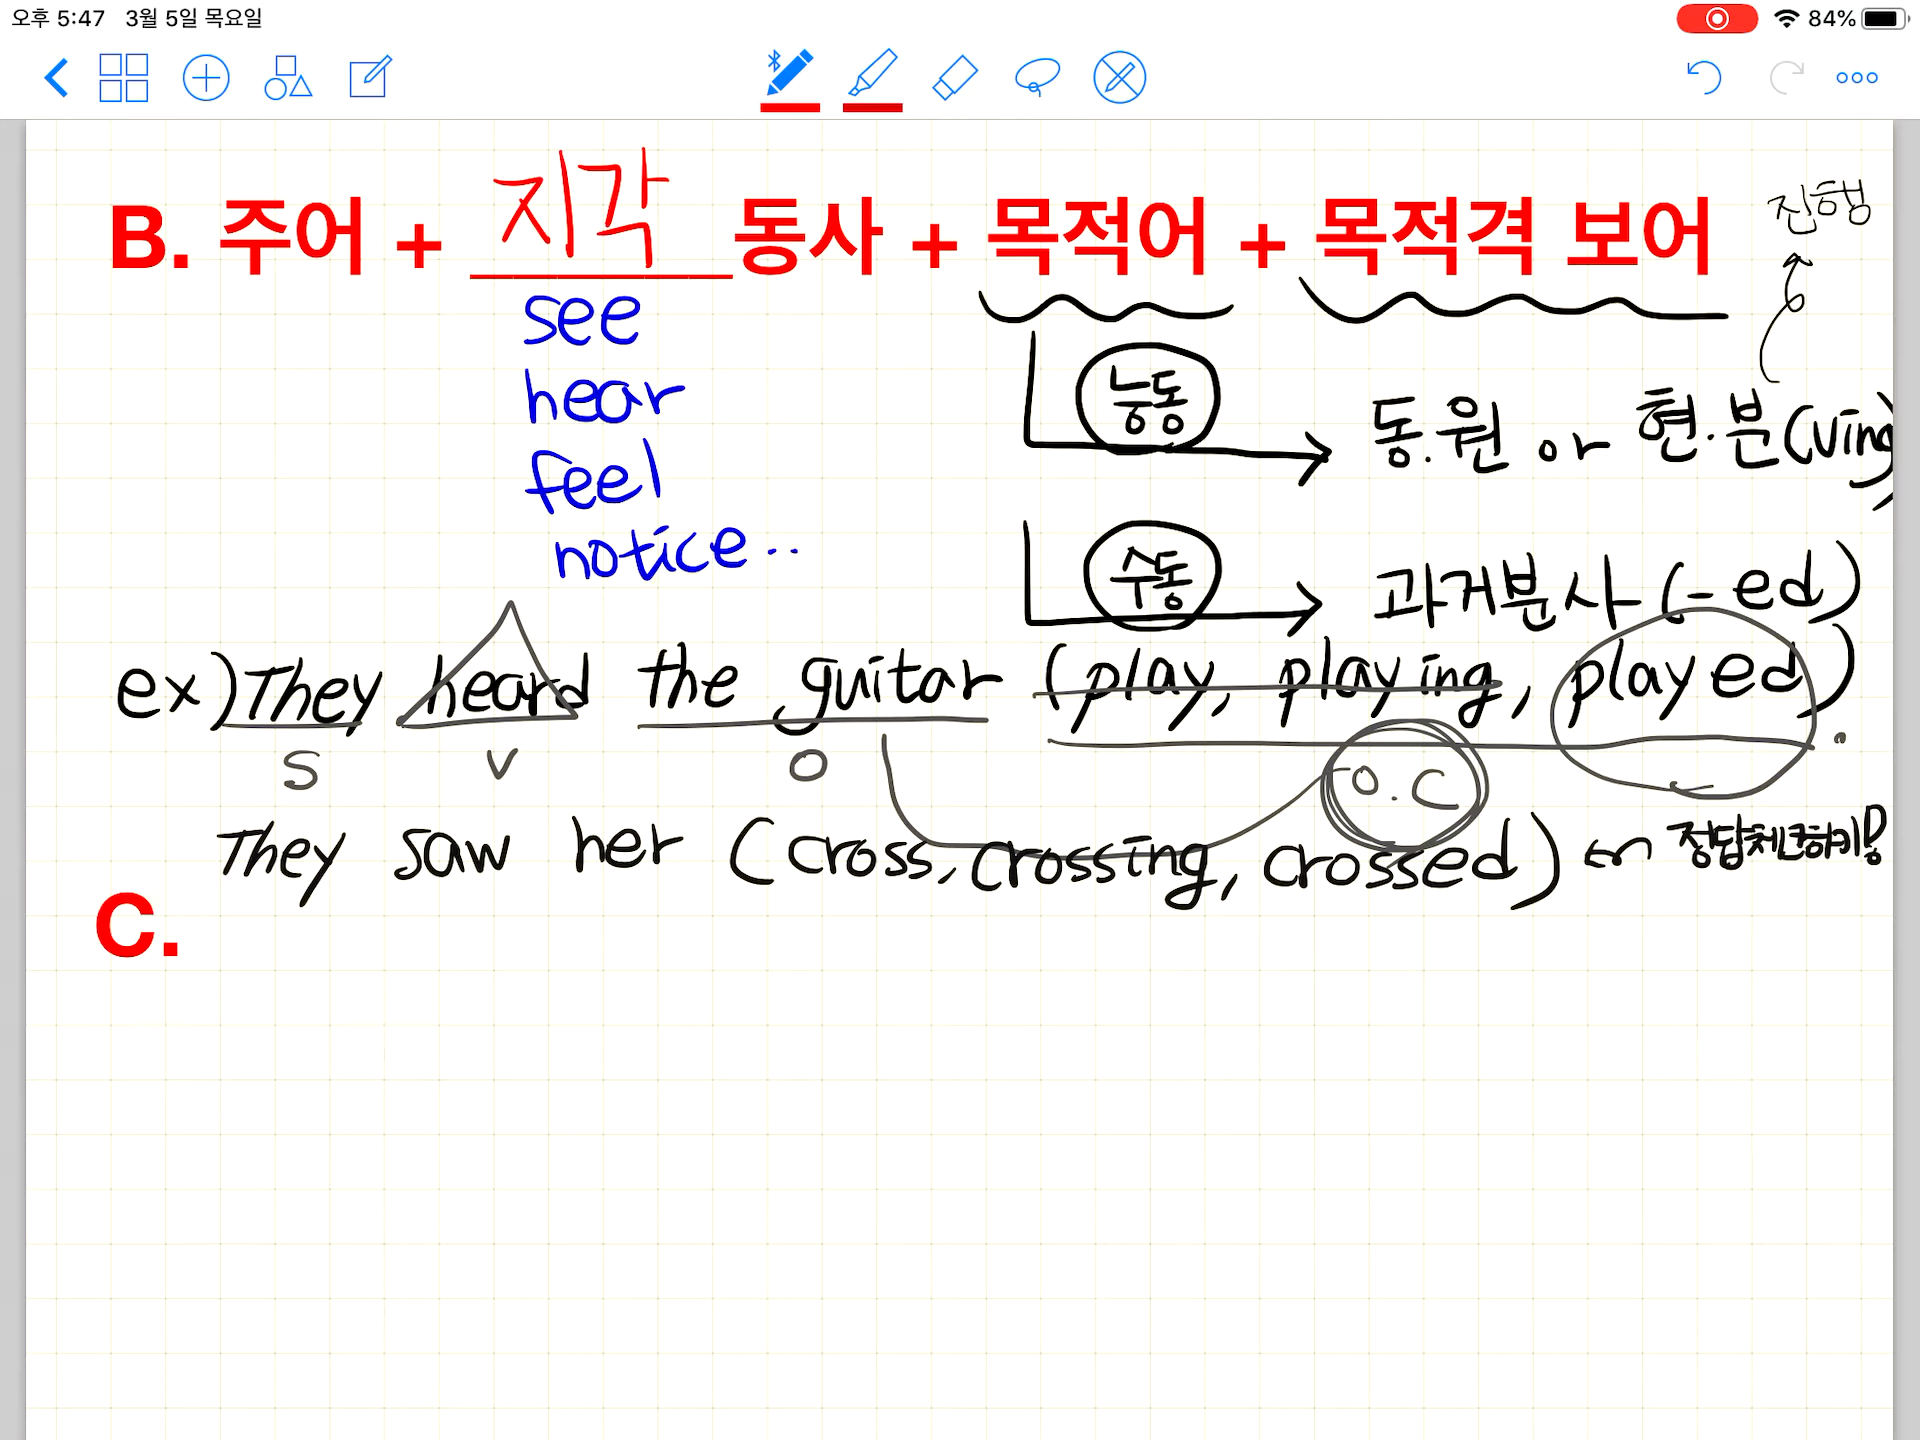 오후 5:47 3월 5일 목요일 84%
B. 주어 + 지각 동사 + 목적어 + 목적격 보어
진행
see
hear
feel
notice..
능동 동.원 or 현.분(Ving)
수동 과거분사 (-ed)
ex) They heard the guitar (play, playing, played).
S V O O.C
They saw her (cross, crossing, crossed) 정답체크하기
C.